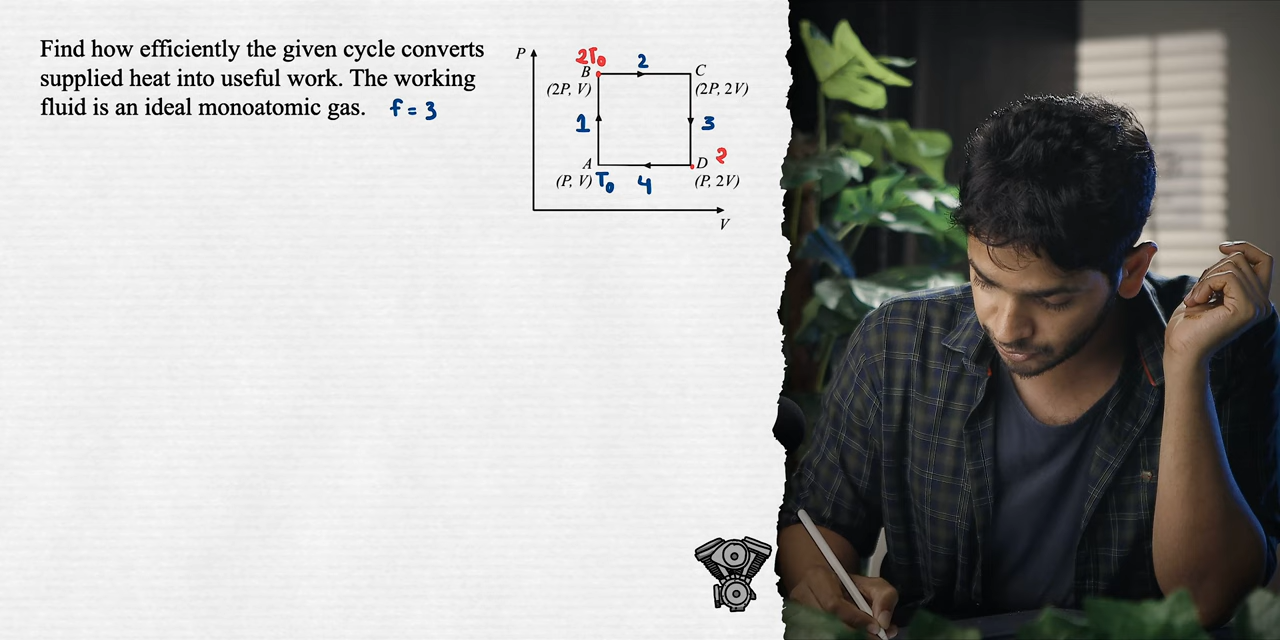 Find how efficiently the given cycle converts
supplied heat into useful work. The working
fluid is an ideal monoatomic gas. f = 3
P
2T₀
B
2
C
(2P, V)
(2P, 2V)
1
3
A
D
2
(P, V)
T₀
4
(P, 2V)
V